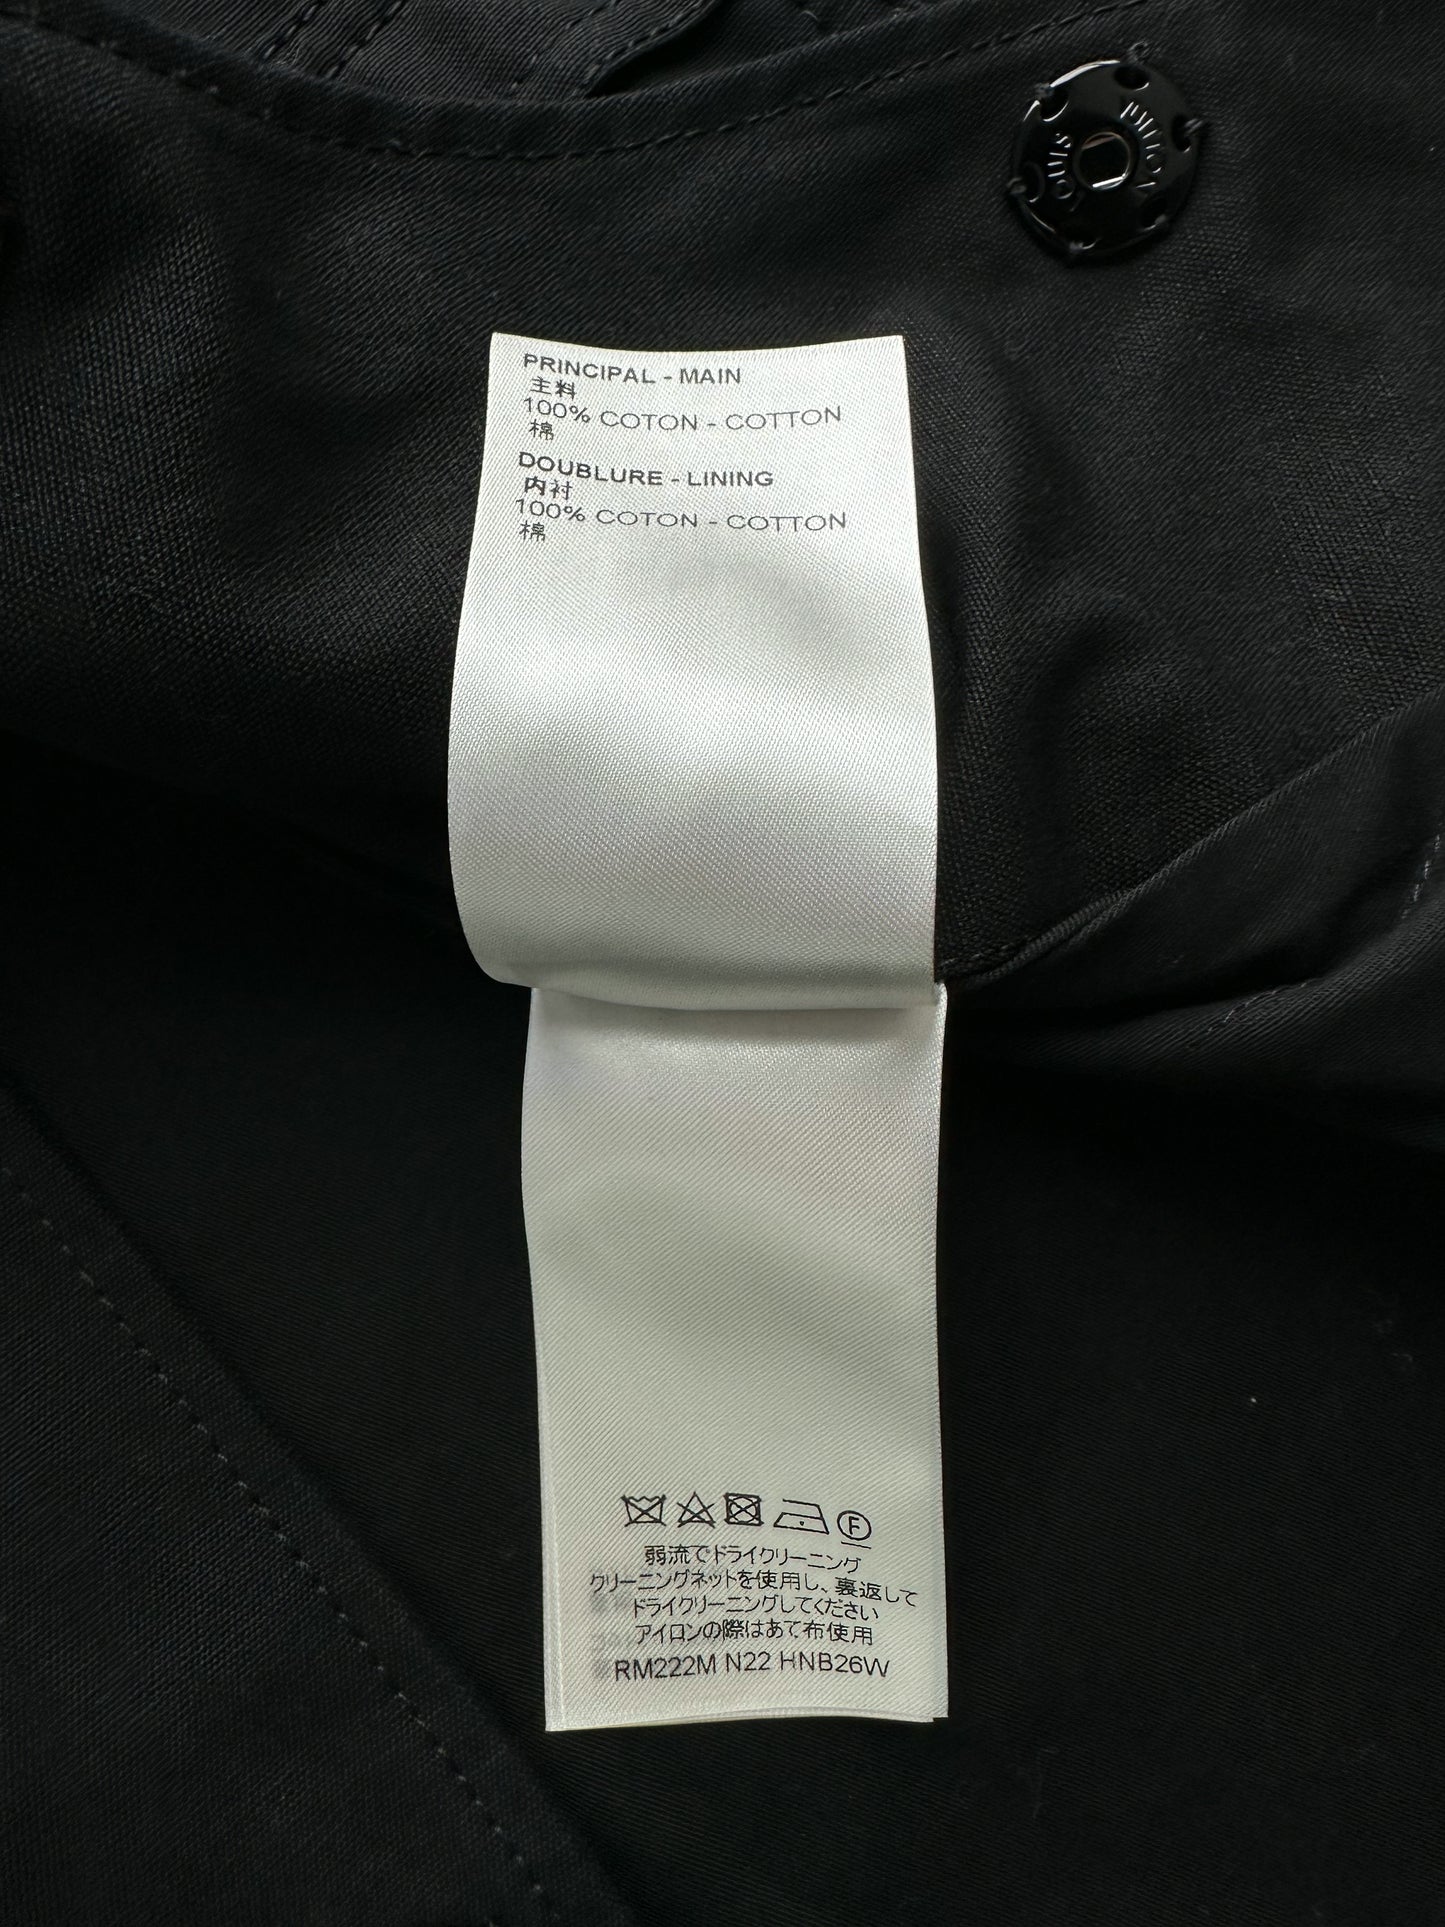 Louis Vuitton
PRINCIPAL - MAIN
主料
100% COTON - COTTON
棉
DOUBLURE - LINING
内衬
100% COTON - COTTON
棉
F
弱流でドライクリーニング
クリーニングネットを使用し、裏返して
ドライクリーニングしてください
アイロンの際はあて布使用
RM222M N22 HNB26W